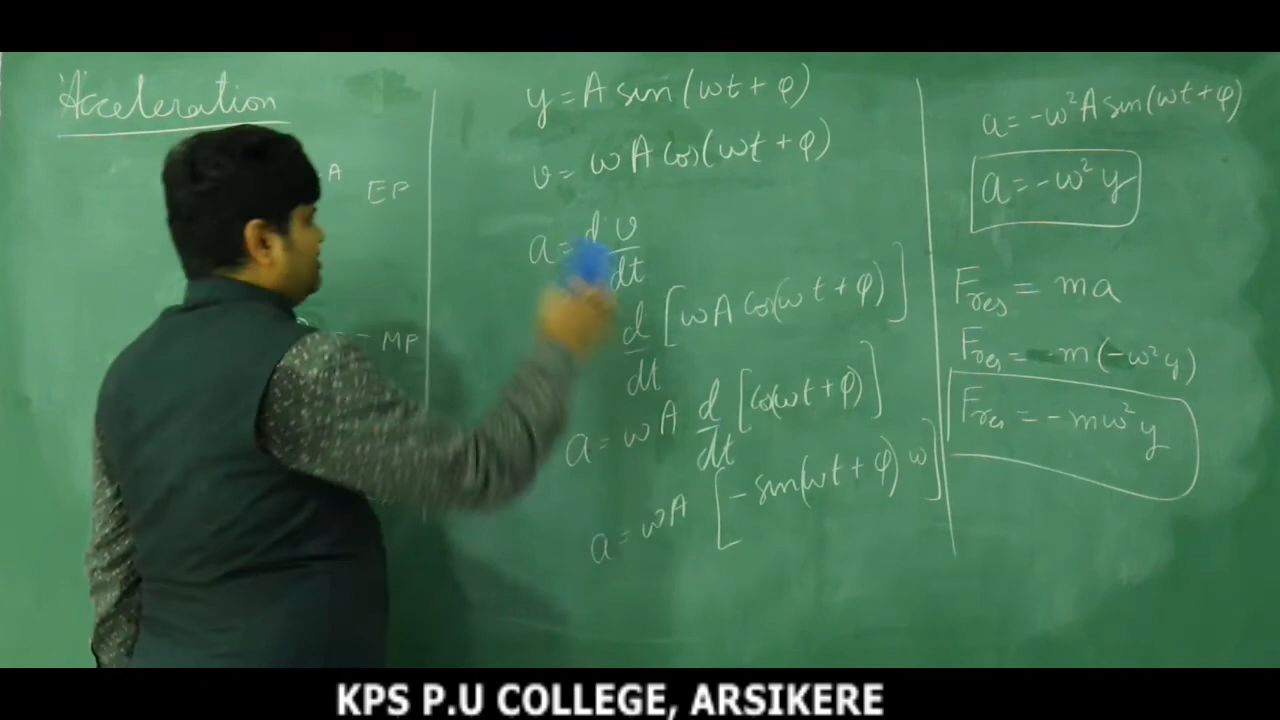 Acceleration
A
EP
MP
y = A sin(ωt + φ)
v = ωA cos(ωt + φ)
a = dv/dt
d/dt [ωA cos(ωt + φ)]
a = ωA d/dt [cos(ωt + φ)]
a = ωA [- sin(ωt + φ) ω]
a = -ω²A sin(ωt + φ)
a = -ω² y
Fres = ma
Fres = m(-ω²y)
Fres = -mω²y
KPS P.U COLLEGE, ARSIKERE